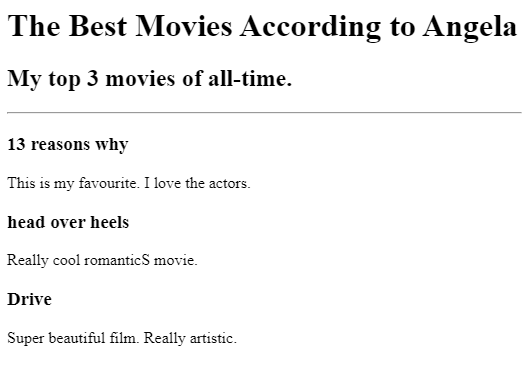 The Best Movies According to Angela
My top 3 movies of all-time.
13 reasons why
This is my favourite. I love the actors.
head over heels
Really cool romanticS movie.
Drive
Super beautiful film. Really artistic.